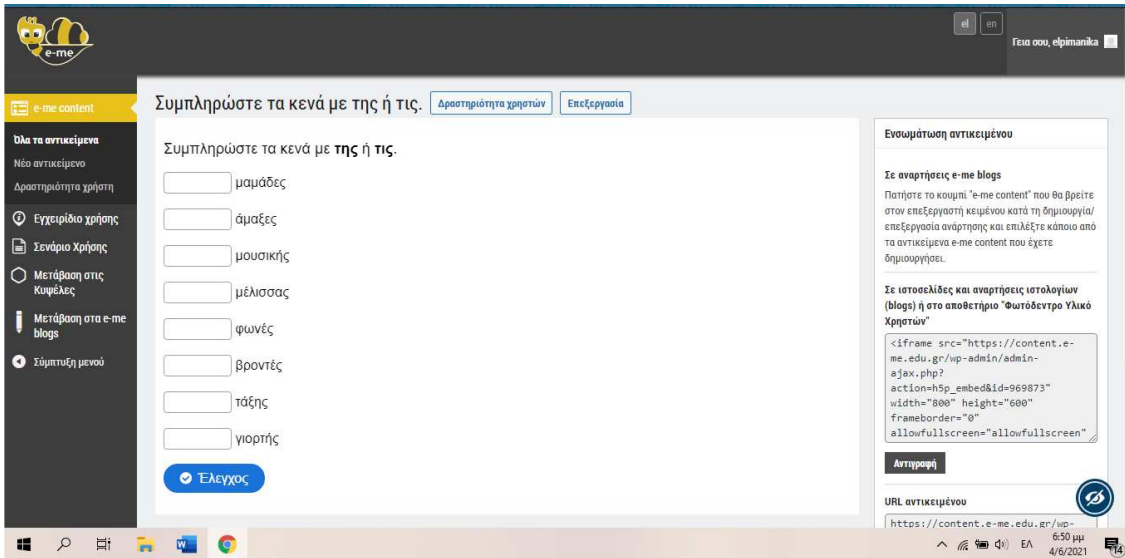 e-me
el en
Γεια σου, elpimanika
e-me content
Όλα τα αντικείμενα
Νέο αντικείμενο
Δραστηριότητα χρήστη
Εγχειρίδιο χρήσης
Σενάριο Χρήσης
Μετάβαση στις
Κυψέλες
Μετάβαση στα e-me
blogs
Σύμπτυξη μενού
Συμπληρώστε τα κενά με της ή τις. Δραστηριότητα χρηστών Επεξεργασία
Συμπληρώστε τα κενά με της ή τις.
μαμάδες
άμαξες
μουσικής
μέλισσας
φωνές
βροντές
τάξης
γιορτής
Έλεγχος
Ενσωμάτωση αντικειμένου
Σε αναρτήσεις e-me blogs
Πατήστε το κουμπί "e-me content" που θα βρείτε
στον επεξεργαστή κειμένου κατά τη δημιουργία/
επεξεργασία ανάρτησης και επιλέξτε κάποιο από
τα αντικείμενα e-me content που έχετε
δημιουργήσει.
Σε ιστοσελίδες και αναρτήσεις ιστολογίων
(blogs) ή στο αποθετήριο "Φωτόδεντρο Υλικό
Χρηστών"
<iframe src="https://content.e-
me.edu.gr/wp-admin/admin-
ajax.php?
action=h5p_embed&id=969873"
width="800" height="600"
frameborder="0"
allowfullscreen="allowfullscreen"
Αντιγραφή
URL αντικειμένου
https://content.e-me.edu.gr/wp-
ΕΛ
6:50 μμ
4/6/2021
14